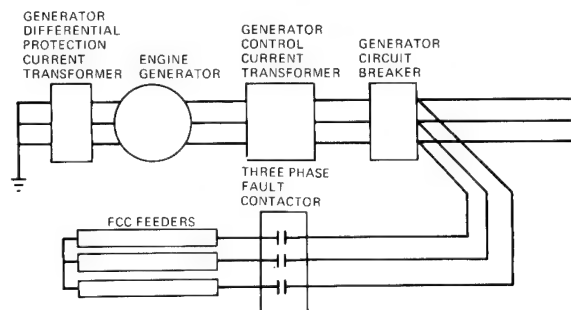 GENERATOR
DIFFERENTIAL
PROTECTION
CURRENT
TRANSFORMER
ENGINE
GENERATOR
GENERATOR
CONTROL
CURRENT
TRANSFORMER
GENERATOR
CIRCUIT
BREAKER
THREE PHASE
FAULT
CONTACTOR
FCC FEEDERS